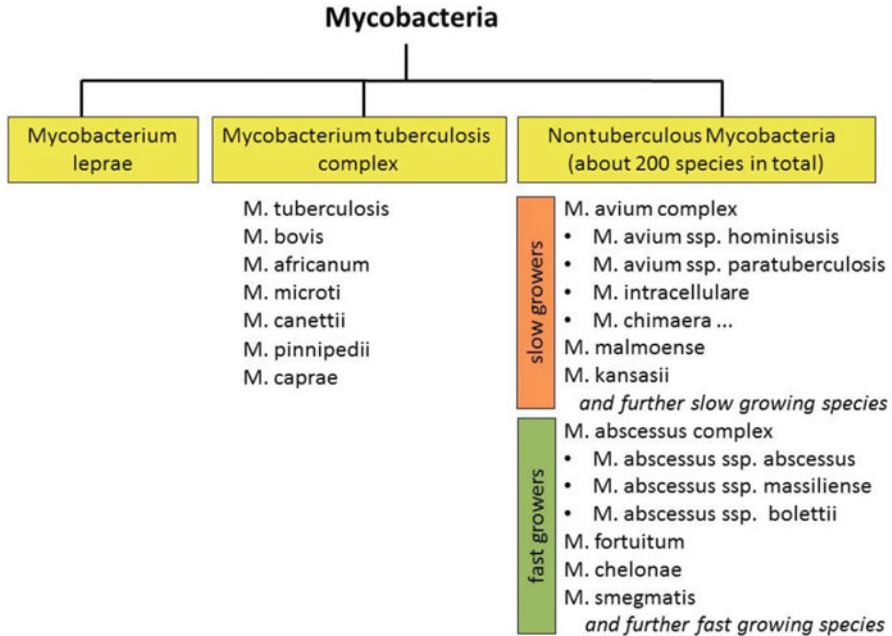 Mycobacteria
Mycobacterium
leprae
Mycobacterium tuberculosis
complex
Nontuberculous Mycobacteria
(about 200 species in total)
M. tuberculosis
M. bovis
M. africanum
M. microti
M. canettii
M. pinnipedii
M. caprae
slow growers
M. avium complex
• M. avium ssp. hominisusis
• M. avium ssp. paratuberculosis
• M. intracellulare
• M. chimaera ...
M. malmoense
M. kansasii
and further slow growing species
fast growers
M. abscessus complex
• M. abscessus ssp. abscessus
• M. abscessus ssp. massiliense
• M. abscessus ssp. bolettii
M. fortuitum
M. chelonae
M. smegmatis
and further fast growing species